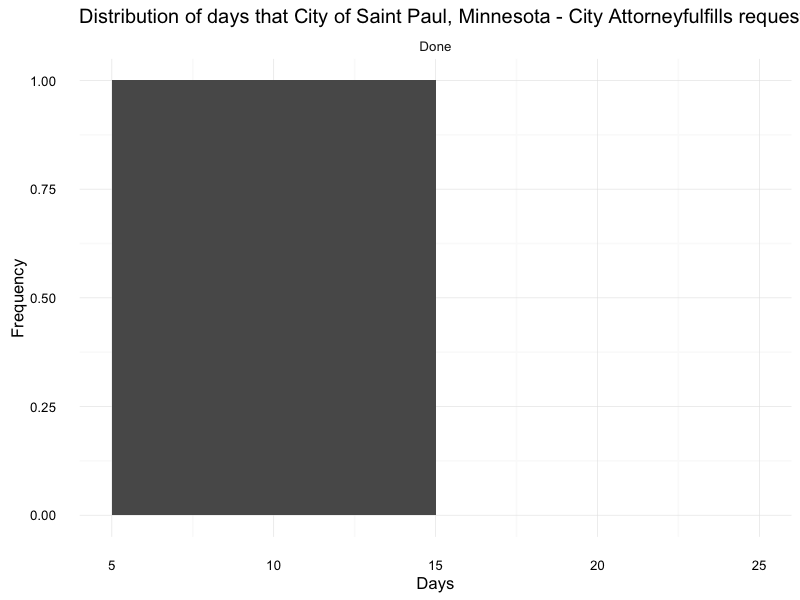 Distribution of days that City of Saint Paul, Minnesota - City Attorneyfulfills reques
Done
1.00
0.75
0.50
0.25
0.00
Frequency
5 10 15 20 25
Days